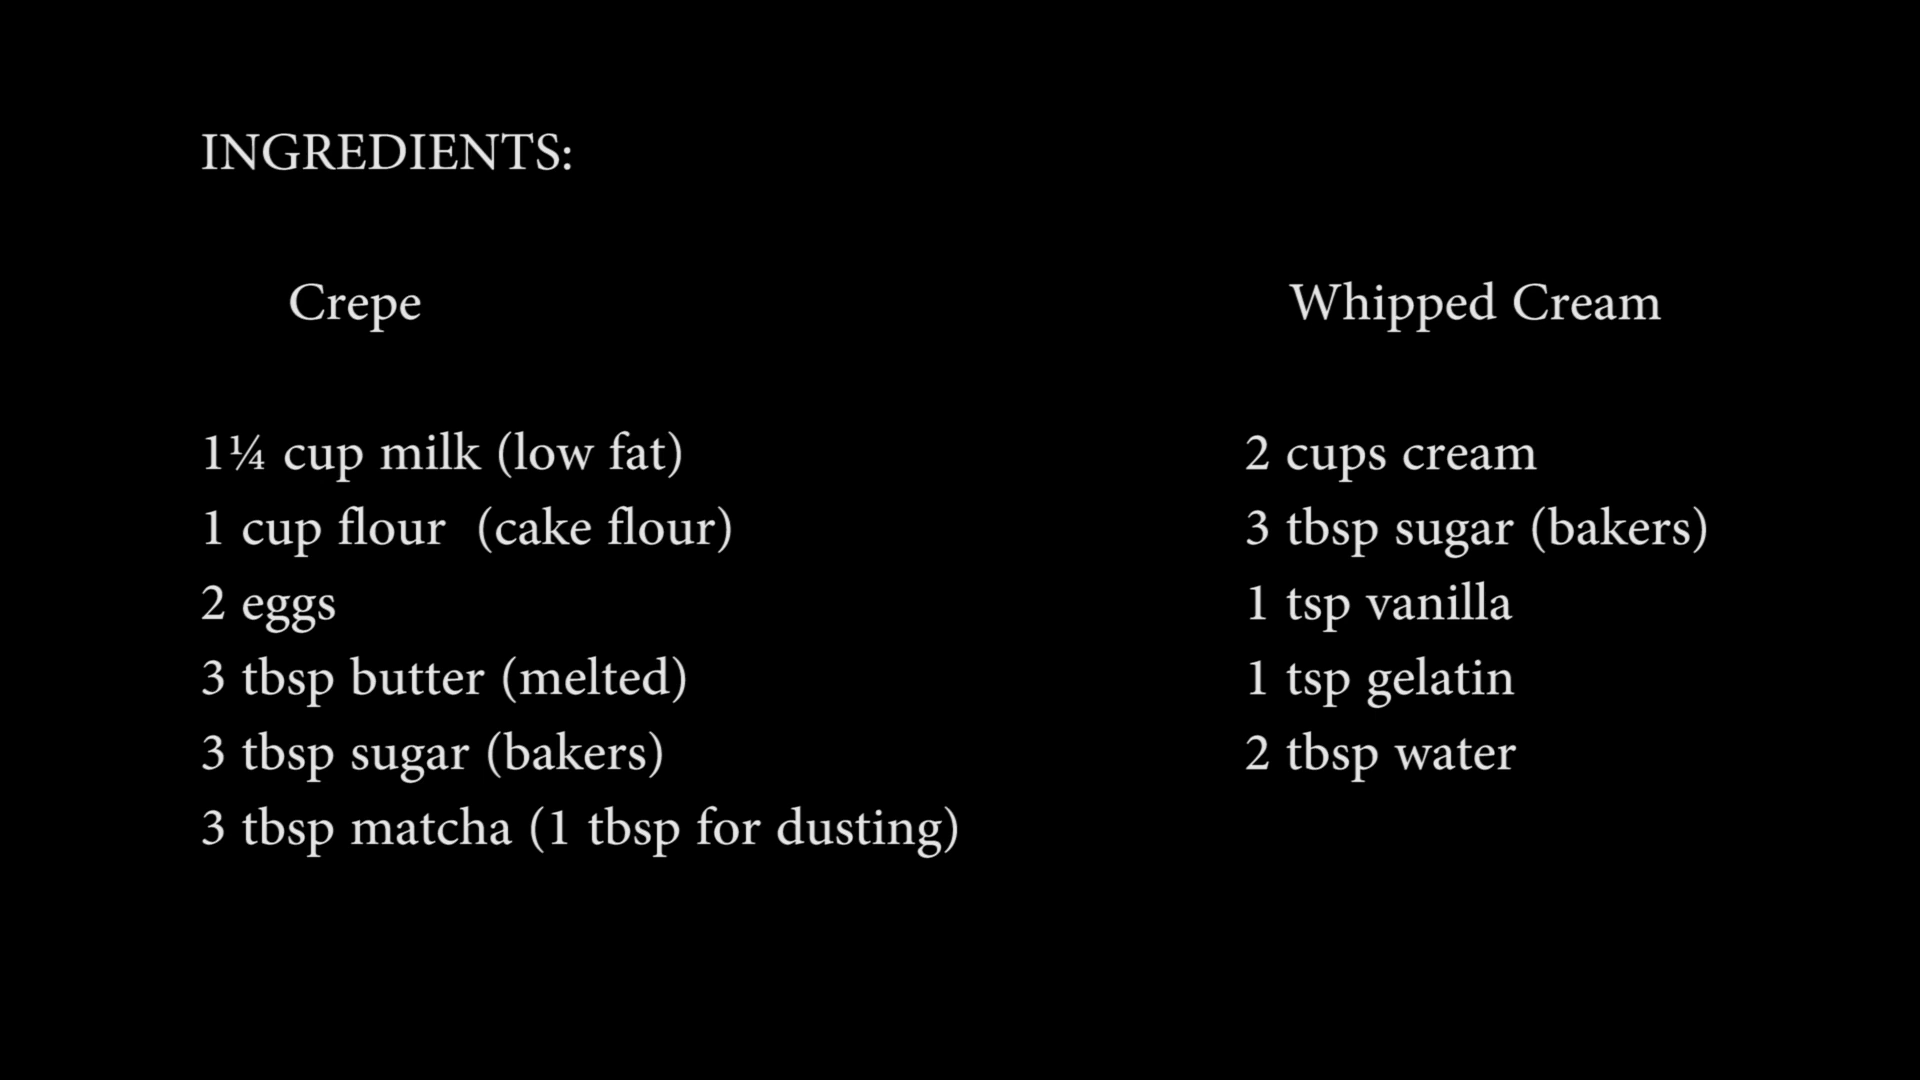 INGREDIENTS:
Crepe
1¼ cup milk (low fat)
1 cup flour  (cake flour)
2 eggs
3 tbsp butter (melted)
3 tbsp sugar (bakers)
3 tbsp matcha (1 tbsp for dusting)
Whipped Cream
2 cups cream
3 tbsp sugar (bakers)
1 tsp vanilla
1 tsp gelatin
2 tbsp water